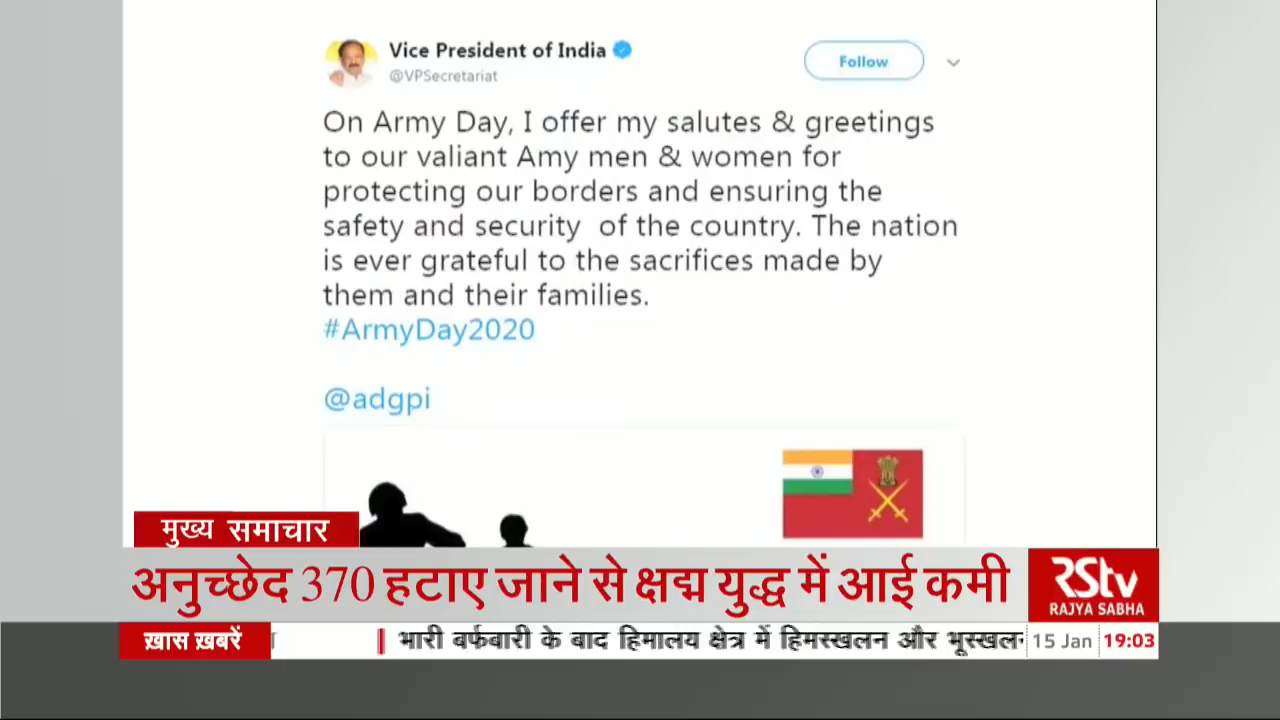 Vice President of India
@VPSecretariat
Follow
On Army Day, I offer my salutes & greetings
to our valiant Amy men & women for
protecting our borders and ensuring the
safety and security of the country. The nation
is ever grateful to the sacrifices made by
them and their families.
#ArmyDay2020
@adgpi
मुख्य समाचार
अनुच्छेद 370 हटाए जाने से क्षद्म युद्ध में आई कमी
RStv
RAJYA SABHA
ख़ास ख़बरें
भारी बर्फबारी के बाद हिमालय क्षेत्र में हिमस्खलन और
15 Jan 19:03